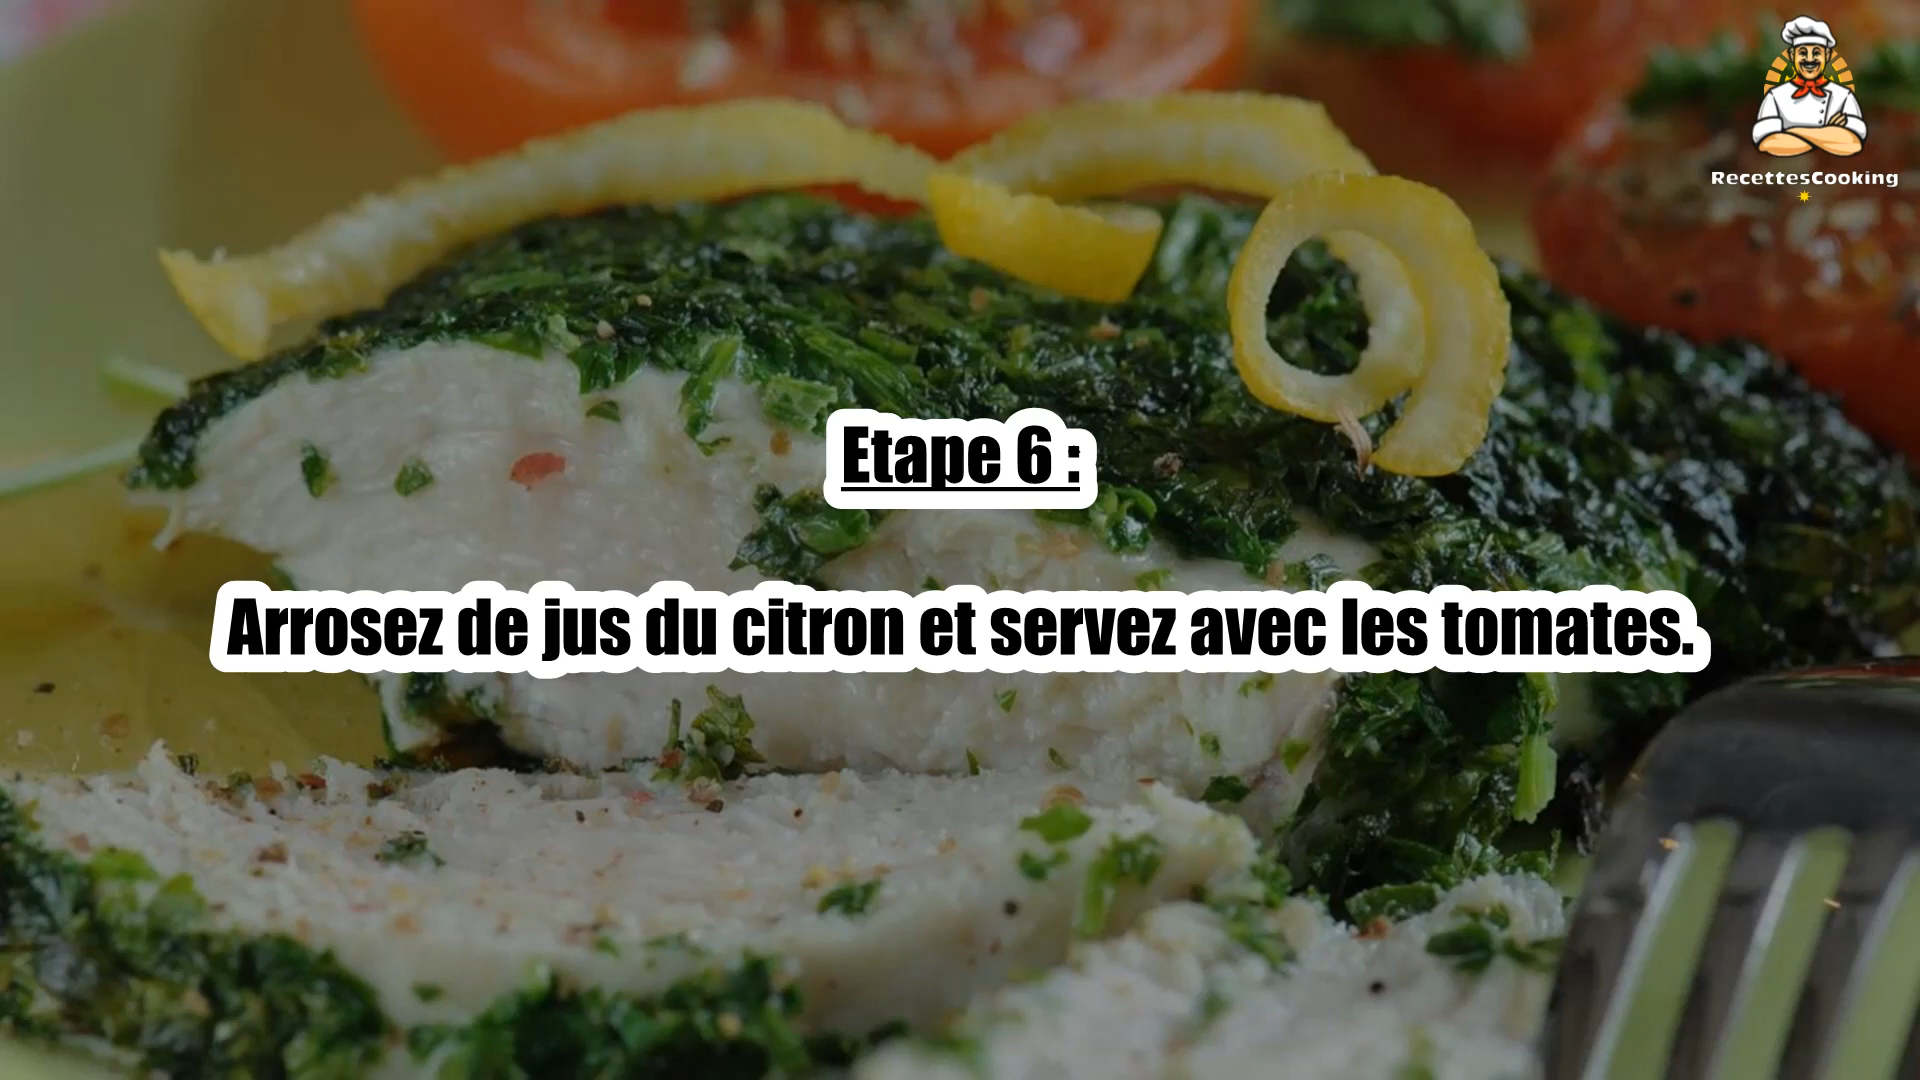 RecettesCooking
Etape 6 :
Arrosez de jus du citron et servez avec les tomates.